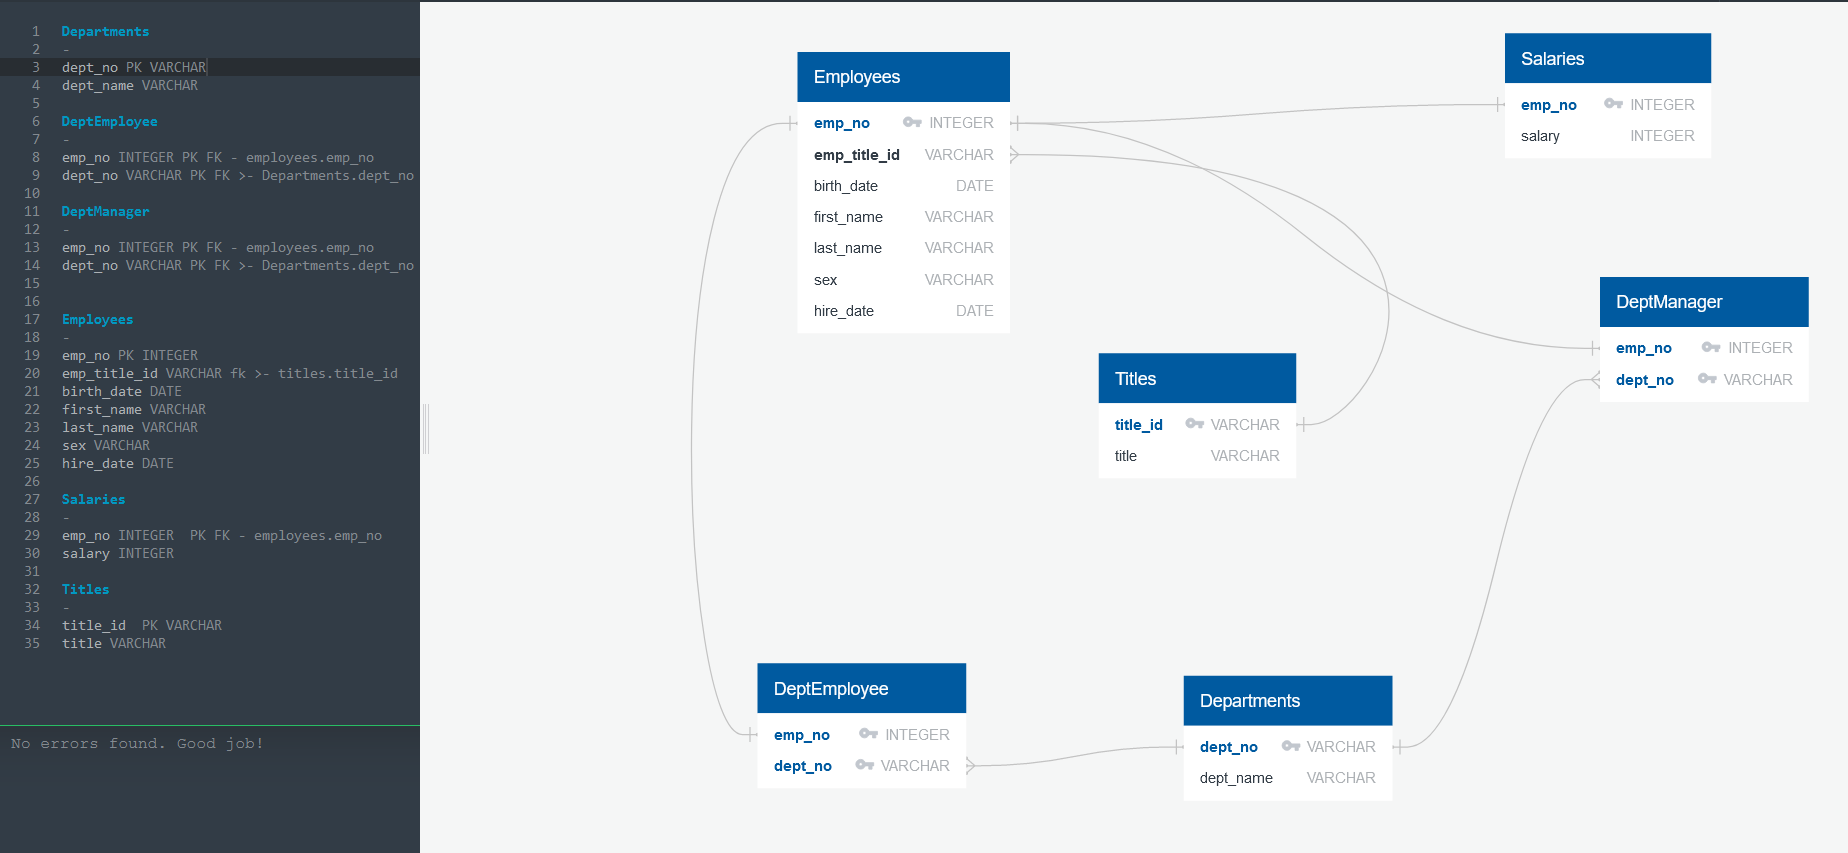 1 Departments
2 -
3 dept_no PK VARCHAR
4 dept_name VARCHAR
5
6 DeptEmployee
7 -
8 emp_no INTEGER PK FK - employees.emp_no
9 dept_no VARCHAR PK FK >- Departments.dept_no
10
11 DeptManager
12 -
13 emp_no INTEGER PK FK - employees.emp_no
14 dept_no VARCHAR PK FK >- Departments.dept_no
15
16
17 Employees
18 -
19 emp_no PK INTEGER
20 emp_title_id VARCHAR fk >- titles.title_id
21 birth_date DATE
22 first_name VARCHAR
23 last_name VARCHAR
24 sex VARCHAR
25 hire_date DATE
26
27 Salaries
28 -
29 emp_no INTEGER  PK FK - employees.emp_no
30 salary INTEGER
31
32 Titles
33 -
34 title_id  PK VARCHAR
35 title VARCHAR
No errors found. Good job!
Employees
emp_no INTEGER
emp_title_id VARCHAR
birth_date DATE
first_name VARCHAR
last_name VARCHAR
sex VARCHAR
hire_date DATE
Salaries
emp_no INTEGER
salary INTEGER
DeptManager
emp_no INTEGER
dept_no VARCHAR
Titles
title_id VARCHAR
title VARCHAR
DeptEmployee
emp_no INTEGER
dept_no VARCHAR
Departments
dept_no VARCHAR
dept_name VARCHAR